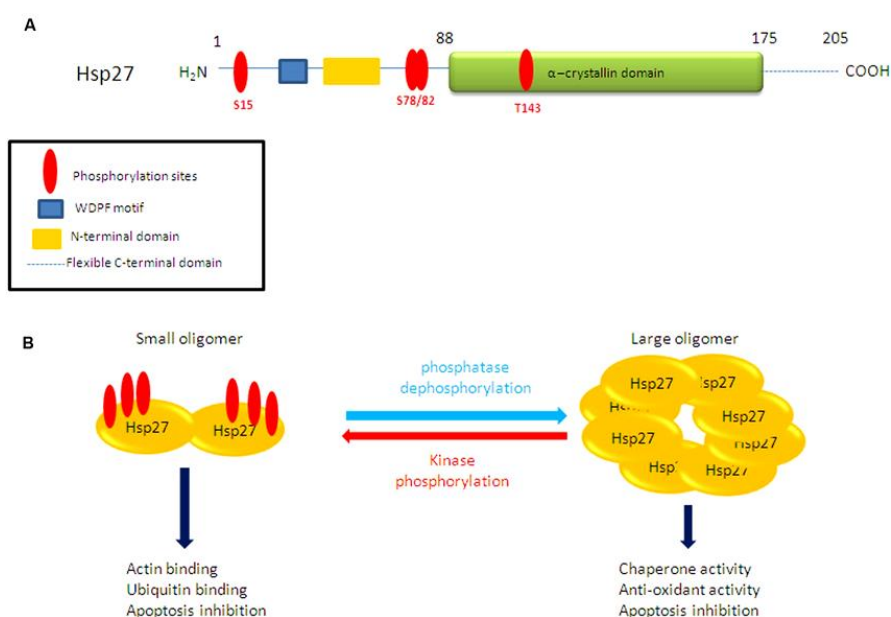 A
1 88 175 205
Hsp27 H₂N α–crystallin domain COOH
S15 S78/82 T143
Phosphorylation sites
WDPF motif
N-terminal domain
Flexible C-terminal domain
B
Small oligomer
Large oligomer
phosphatase
dephosphorylation
Kinase
phosphorylation
Hsp27 Hsp27
Hsp27
Hsp27
Hsp27
Hsp27
Actin binding
Ubiquitin binding
Apoptosis inhibition
Chaperone activity
Anti-oxidant activity
Apoptosis inhibition